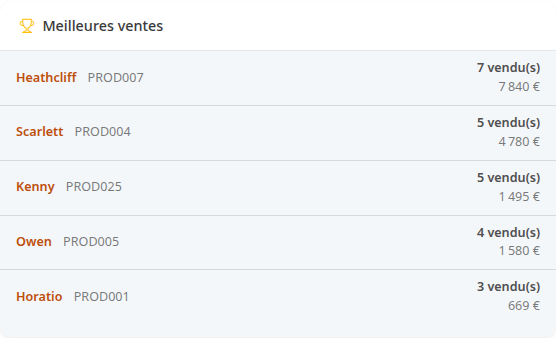 Meilleures ventes
Heathcliff PROD007 7 vendu(s)
7 840 €
Scarlett PROD004 5 vendu(s)
4 780 €
Kenny PROD025 5 vendu(s)
1 495 €
Owen PROD005 4 vendu(s)
1 580 €
Horatio PROD001 3 vendu(s)
669 €